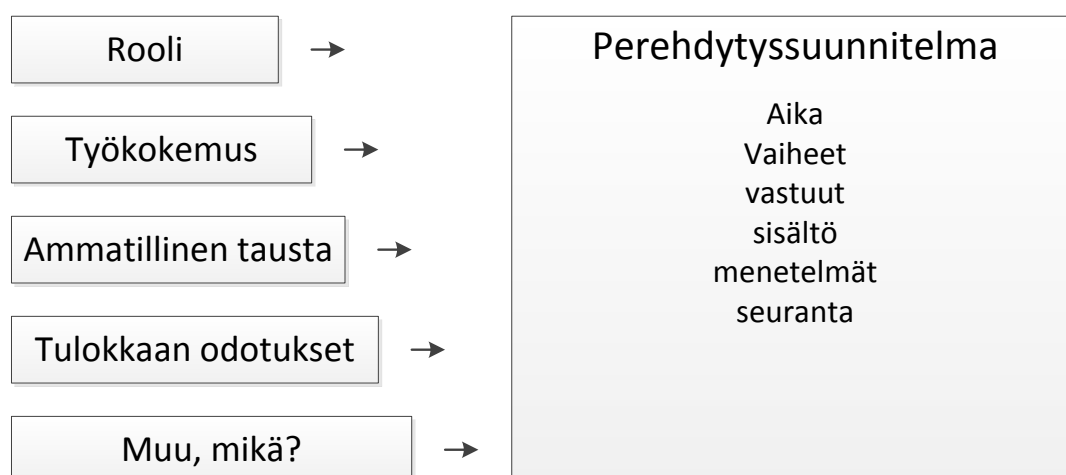 Rooli
Työkokemus
Ammatillinen tausta
Tulokkaan odotukset
Muu, mikä?
Perehdytyssuunnitelma
Aika
Vaiheet
vastuut
sisältö
menetelmät
seuranta